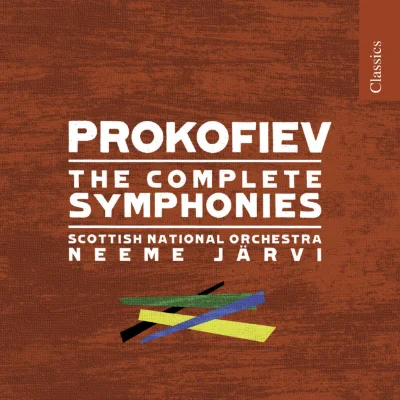 Classics
PROKOFIEV
THE COMPLETE
SYMPHONIES
SCOTTISH NATIONAL ORCHESTRA
NEEME JÄRVI